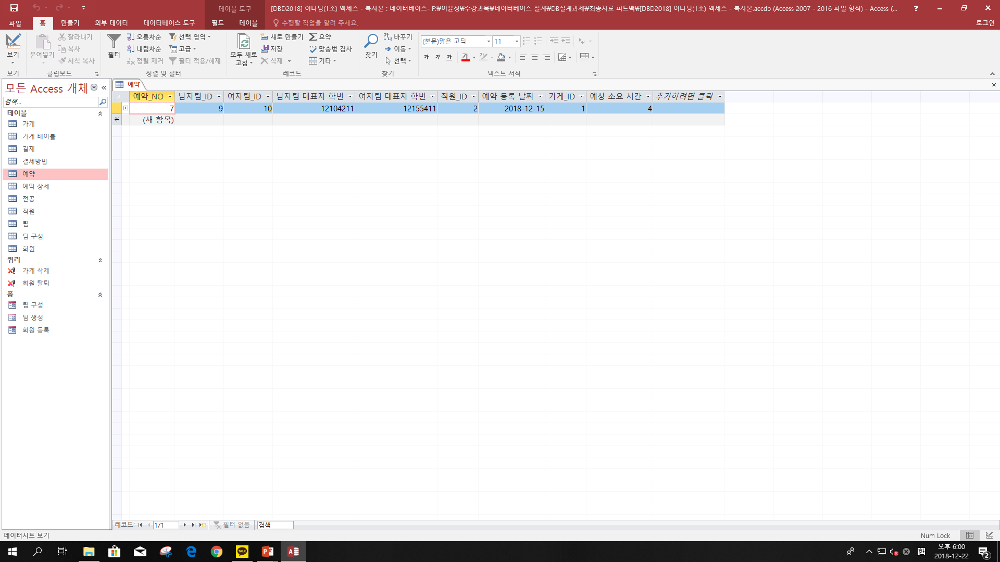 테이블 도구
[DBD2018] 이나팅(1조) 액세스 - 복사본 : 데이터베이스- F:\이윤성\수강과목\데이터베이스 설계\DB설계과제\최종자료 피드백\[DBD2018] 이나팅(1조) 액세스 - 복사본.accdb (Access 2007 - 2016 파일 형식) - Access (...
?
파일 홈 만들기 외부 데이터 데이터베이스 도구 필드 테이블 수행할 작업을 알려 주세요. 로그인
잘라내기 오름차순 선택 영역 새로 만들기 요약 바꾸기 (본문)맑은 고딕 11
복사 내림차순 고급 저장 맞춤법 검사 이동
보기 붙여넣기 필터 모두 새로 고침 찾기
서식 복사 정렬 제거 필터 적용/해제 삭제 기타 선택 가 가 가 가
보기 클립보드 정렬 및 필터 레코드 찾기 텍스트 서식
모든 Access 개체
검색...
테이블
가게
가게 테이블
결제
결제방법
예약
예약 상세
전공
직원
팀
팀 구성
회원
쿼리
가게 삭제
회원 탈퇴
폼
팀 구성
팀 생성
회원 등록
예약
예약_NO 남자팀_ID 여자팀_ID 남자팀 대표자 학번 여자팀 대표자 학번 직원_ID 예약 등록 날짜 가게_ID 예상 소요 시간 추가하려면 클릭
7 9 10 12104211 12155411 2 2018-12-15 1 4
(새 항목)
레코드: 1/1 필터 없음 검색
데이터시트 보기 Num Lock
TALK
한
오후 6:00
2018-12-22
2